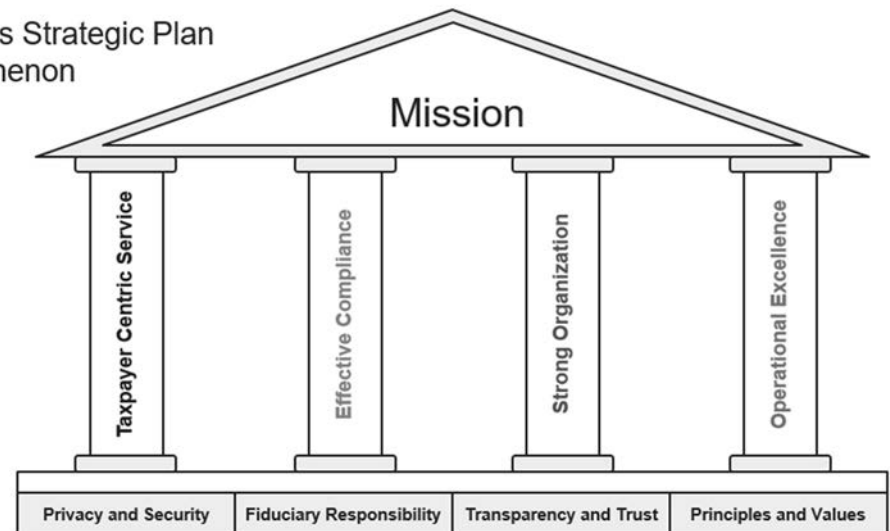 s Strategic Plan
henon
Mission
Taxpayer Centric Service
Effective Compliance
Strong Organization
Operational Excellence
Privacy and Security
Fiduciary Responsibility
Transparency and Trust
Principles and Values